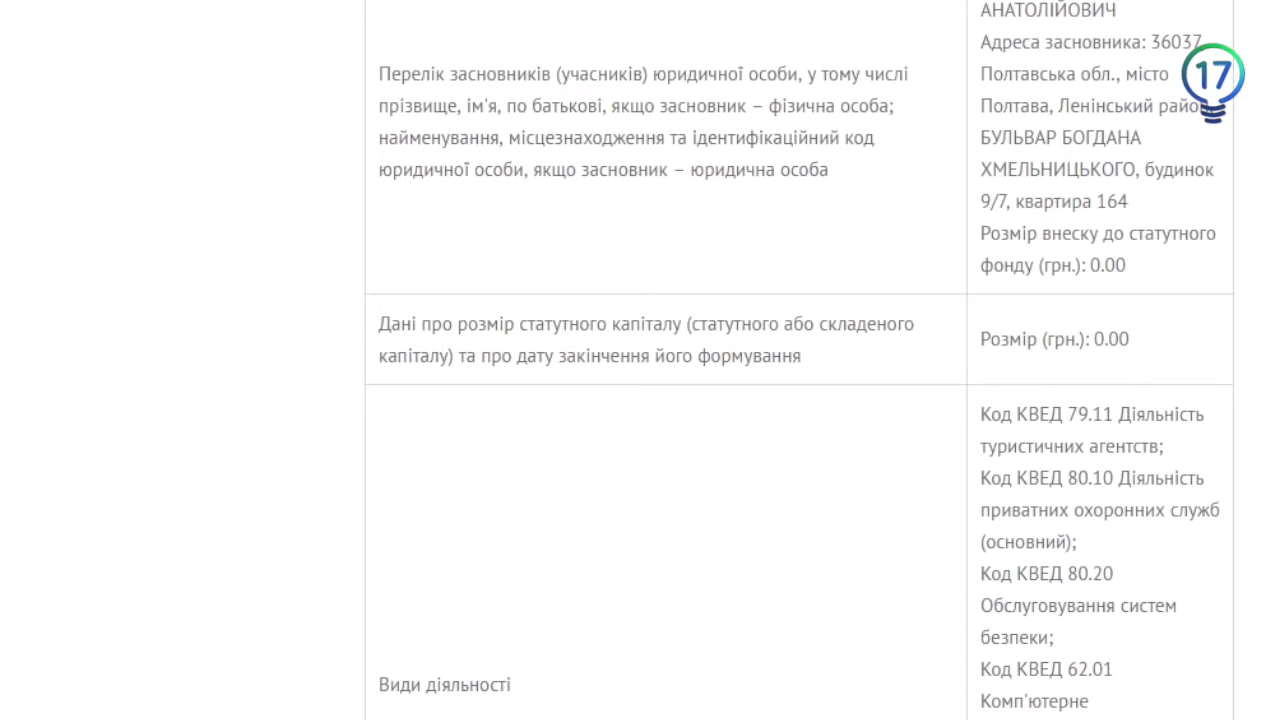 АНАТОЛІЙОВИЧ
Адреса засновника: 36037,
Полтавська обл., місто
Полтава, Ленінський район,
БУЛЬВАР БОГДАНА
ХМЕЛЬНИЦЬКОГО, будинок
9/7, квартира 164
Розмір внеску до статутного
фонду (грн.): 0.00
Перелік засновників (учасників) юридичної особи, у тому числі
прізвище, ім'я, по батькові, якщо засновник – фізична особа;
найменування, місцезнаходження та ідентифікаційний код
юридичної особи, якщо засновник – юридична особа
17
Дані про розмір статутного капіталу (статутного або складеного
капіталу) та про дату закінчення його формування
Розмір (грн.): 0.00
Види діяльності
Код КВЕД 79.11 Діяльність
туристичних агентств;
Код КВЕД 80.10 Діяльність
приватних охоронних служб
(основний);
Код КВЕД 80.20
Обслуговування систем
безпеки;
Код КВЕД 62.01
Комп'ютерне